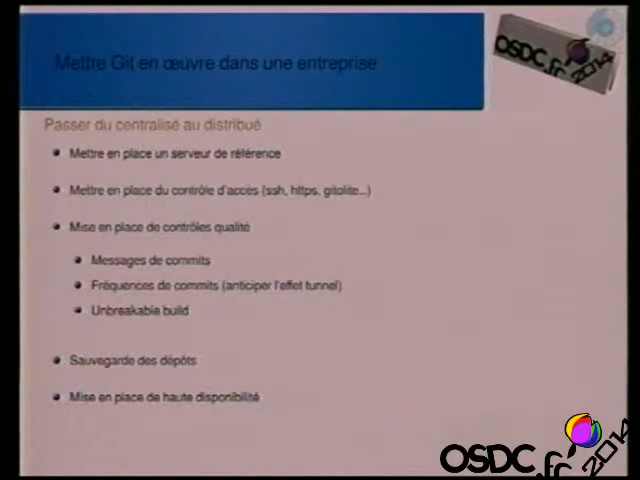 Mettre Git en œuvre dans une entreprise
OSDC.fr 2014
Passer du centralisé au distribué
Mettre en place un serveur de référence
Mettre en place du contrôle d'accès (ssh, https, gitolite...)
Mise en place de contrôles qualité
Messages de commits
Fréquences de commits (anticiper l'effet tunnel)
Unbreakable build
Sauvegarde des dépôts
Mise en place de haute disponibilité
OSDC.fr 2014